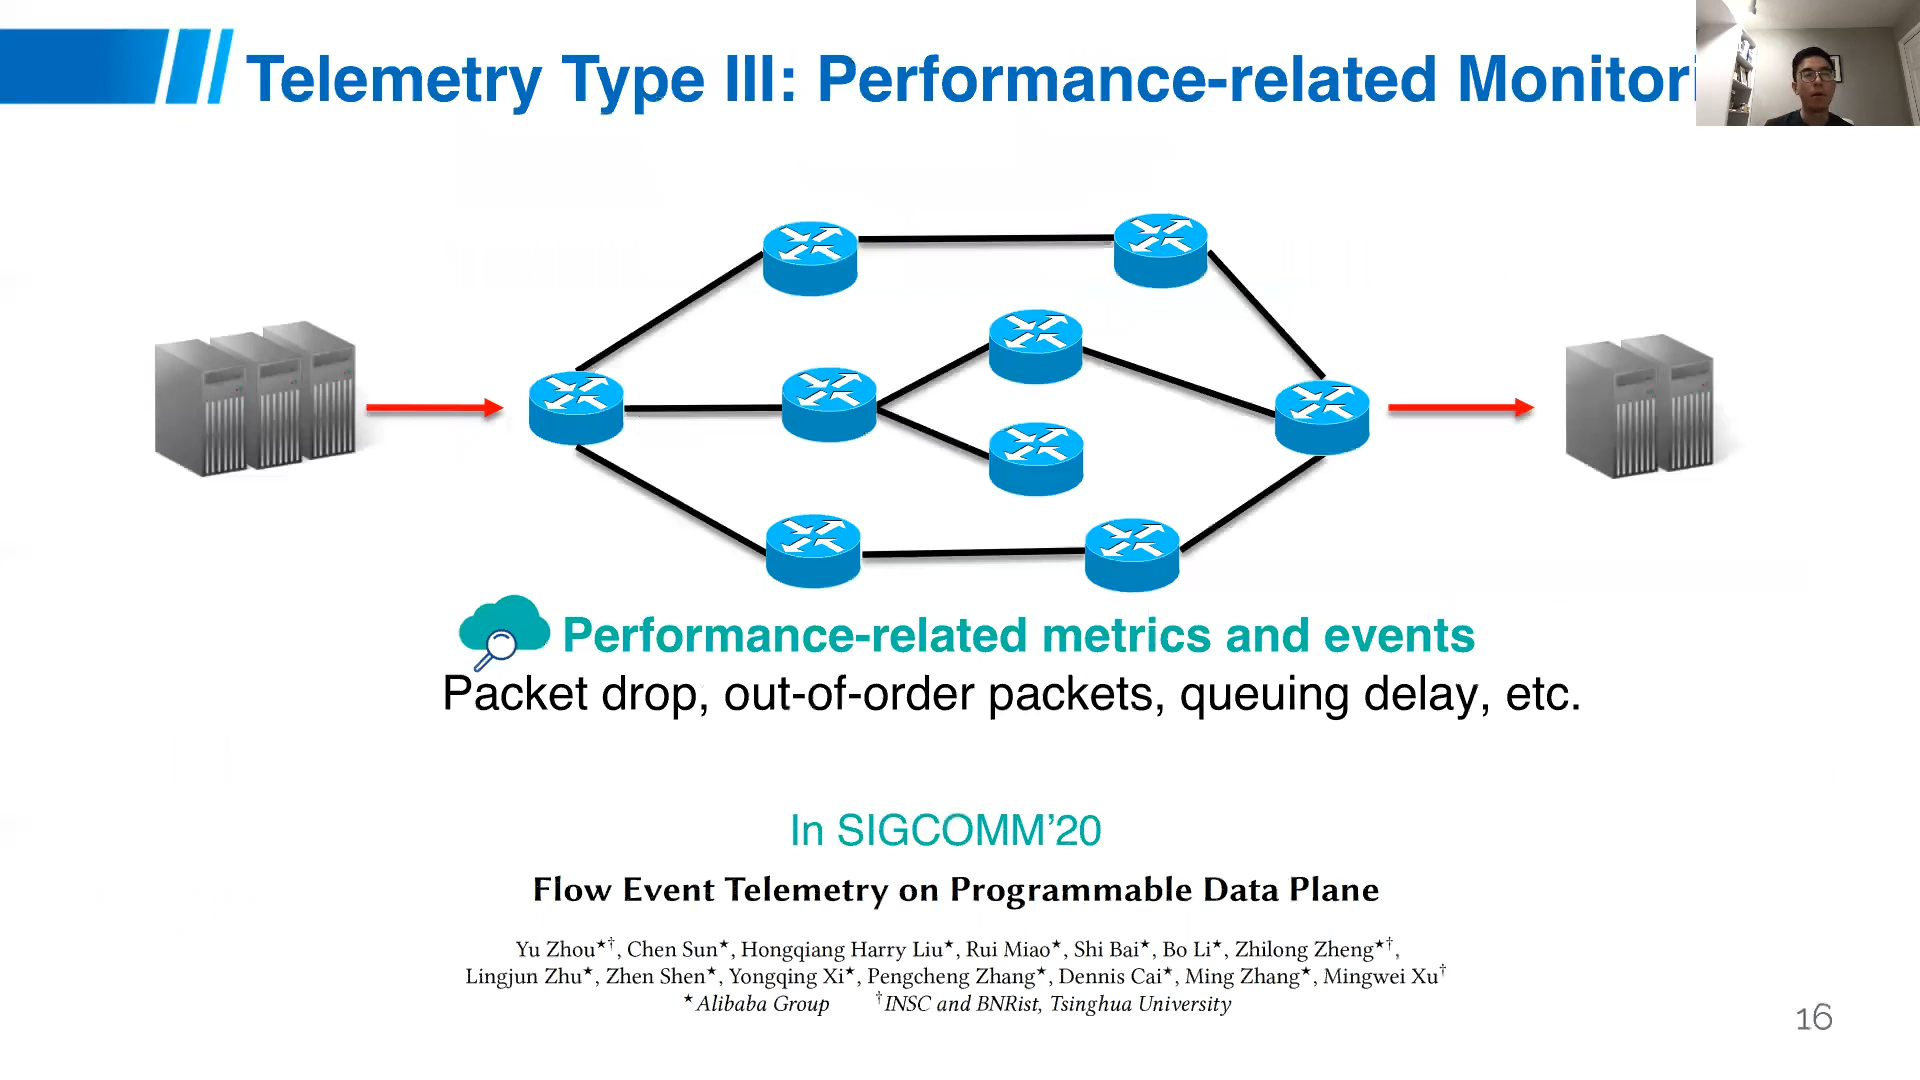 Telemetry Type III: Performance-related Monitori
Performance-related metrics and events
Packet drop, out-of-order packets, queuing delay, etc.
In SIGCOMM’20
Flow Event Telemetry on Programmable Data Plane
Yu Zhou★†, Chen Sun★, Hongqiang Harry Liu★, Rui Miao★, Shi Bai★, Bo Li★, Zhilong Zheng★†,
Lingjun Zhu★, Zhen Shen★, Yongqing Xi★, Pengcheng Zhang★, Dennis Cai★, Ming Zhang★, Mingwei Xu†
★Alibaba Group †INSC and BNRist, Tsinghua University
16